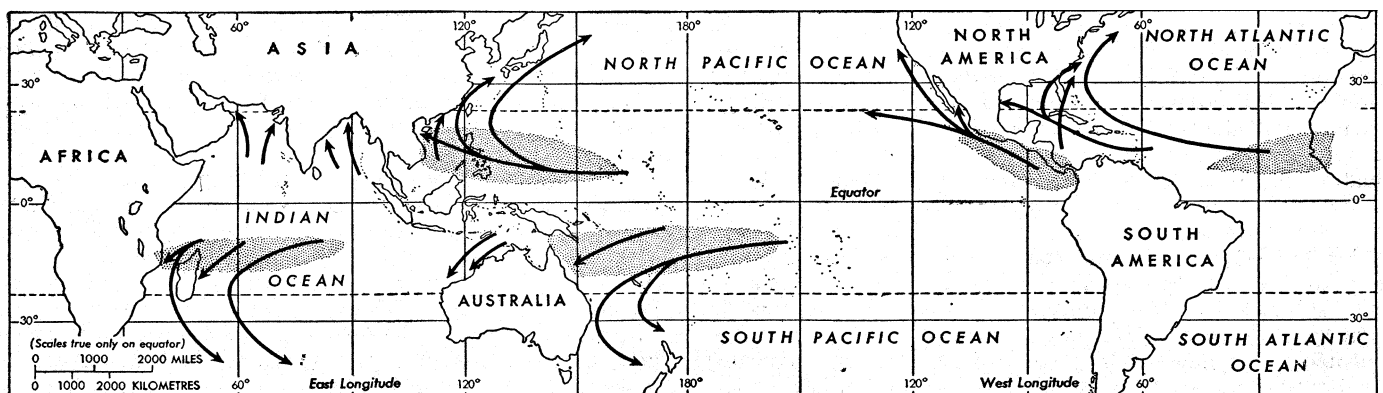 60° 120° 180° 120° 60°
ASIA
NORTH AMERICA
NORTH ATLANTIC OCEAN
NORTH PACIFIC OCEAN
30° 30°
AFRICA
0° Equator 0°
INDIAN OCEAN
SOUTH AMERICA
AUSTRALIA
30° 30°
SOUTH PACIFIC OCEAN
SOUTH ATLANTIC OCEAN
(Scales true only on equator)
0 1000 2000 MILES
0 1000 2000 KILOMETRES
60° East Longitude 120° 180° 120° West Longitude 60°